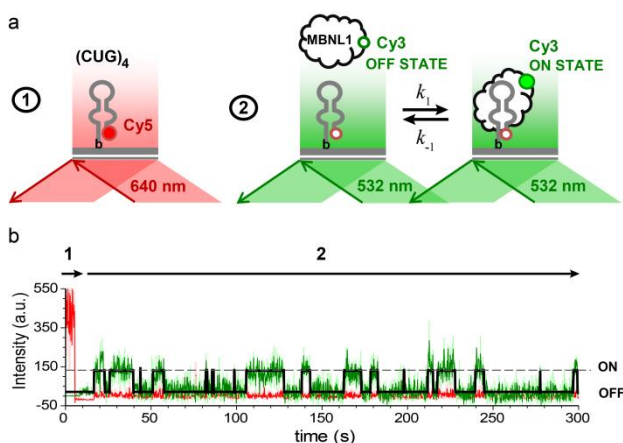 a
(CUG)4
1
Cy5
b
640 nm
2
MBNL1
Cy3
OFF STATE
b
532 nm
k1
k-1
Cy3
ON STATE
b
532 nm
b
1
2
Intensity (a.u.)
550
350
150
-50
ON
OFF
0
50
100
150
200
250
300
time (s)